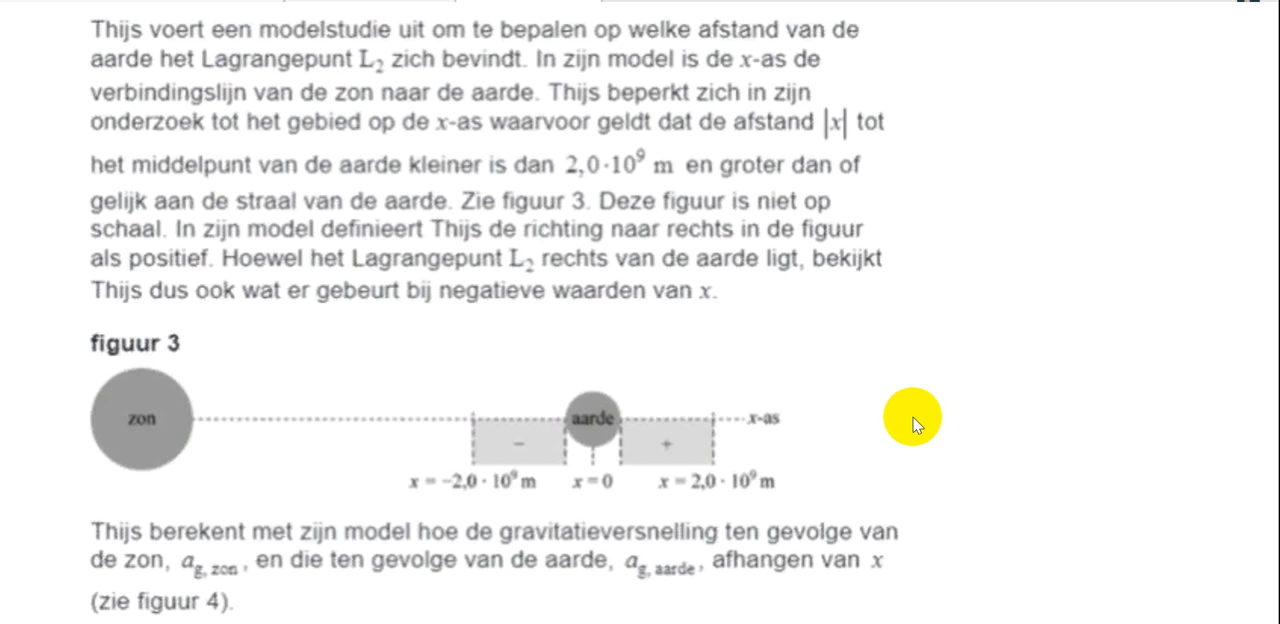 Thijs voert een modelstudie uit om te bepalen op welke afstand van de
aarde het Lagrangepunt L₂ zich bevindt. In zijn model is de x-as de
verbindingslijn van de zon naar de aarde. Thijs beperkt zich in zijn
onderzoek tot het gebied op de x-as waarvoor geldt dat de afstand |x| tot
het middelpunt van de aarde kleiner is dan 2,0·10⁹ m en groter dan of
gelijk aan de straal van de aarde. Zie figuur 3. Deze figuur is niet op
schaal. In zijn model definieert Thijs de richting naar rechts in de figuur
als positief. Hoewel het Lagrangepunt L₂ rechts van de aarde ligt, bekijkt
Thijs dus ook wat er gebeurt bij negatieve waarden van x.
figuur 3
zon aarde x-as
− +
x = −2,0 · 10⁹ m x = 0 x = 2,0 · 10⁹ m
Thijs berekent met zijn model hoe de gravitatieversnelling ten gevolge van
de zon, a g, zon, en die ten gevolge van de aarde, a g, aarde, afhangen van x
(zie figuur 4).